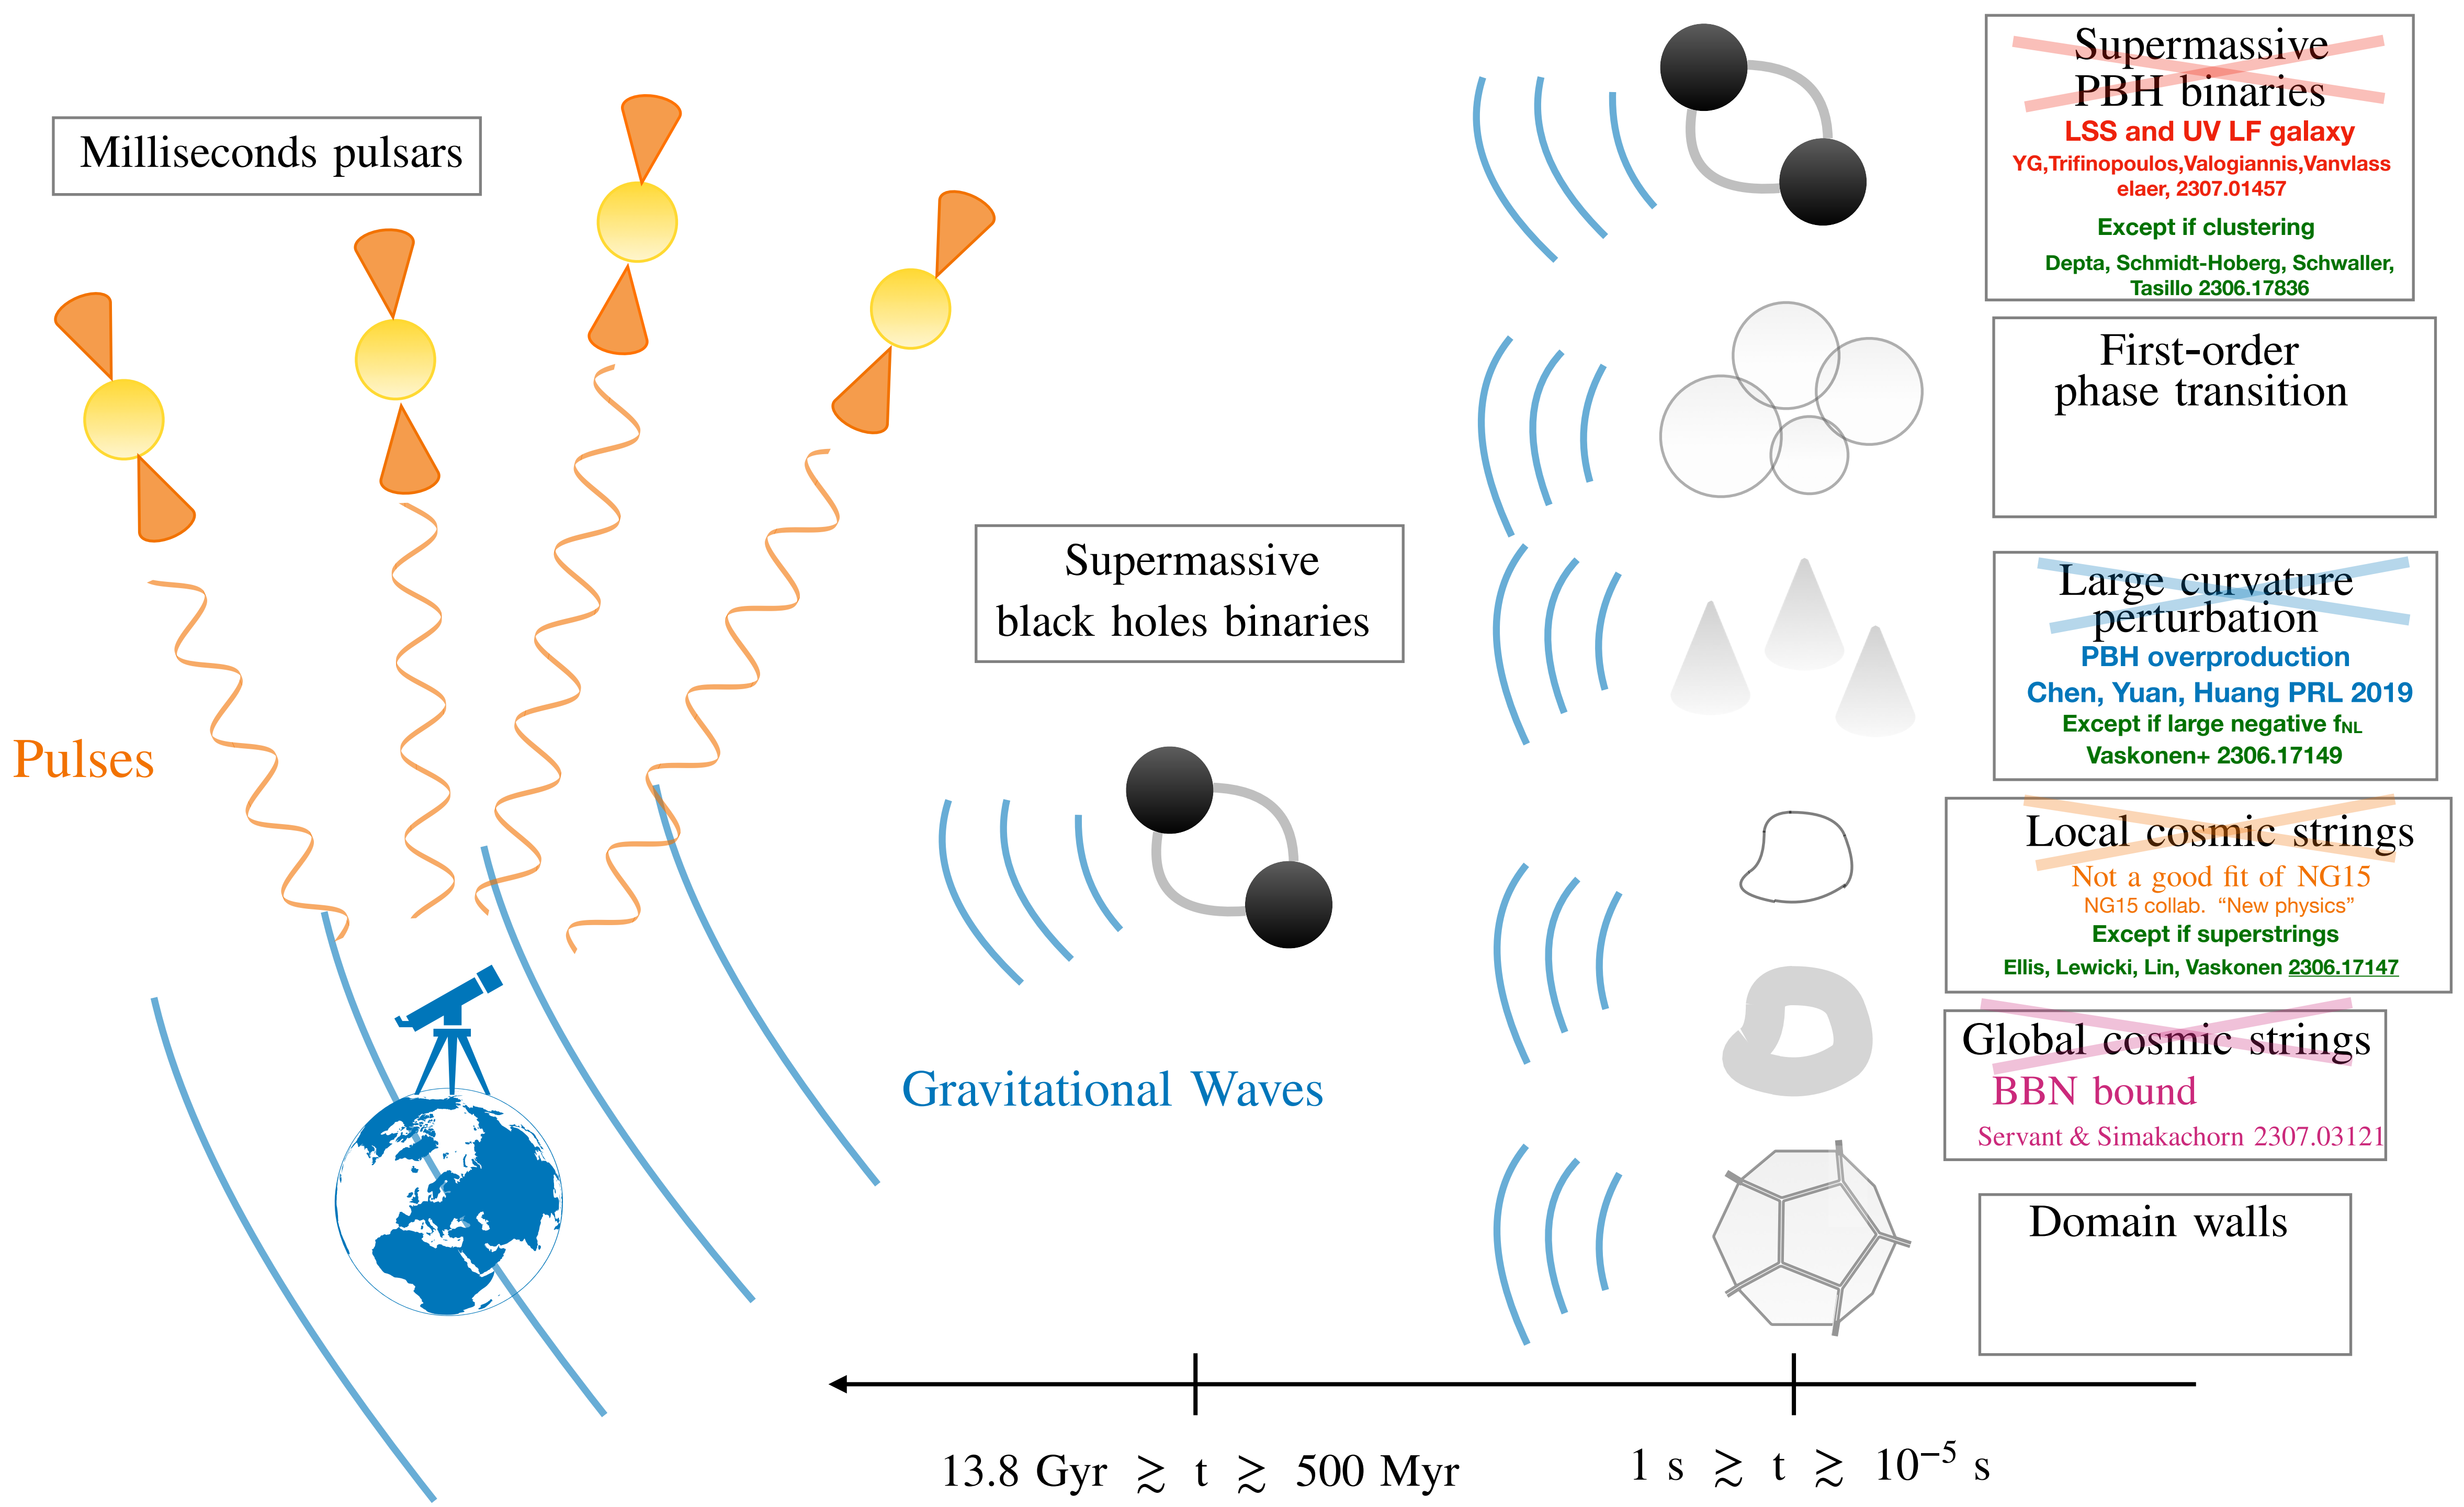 Milliseconds pulsars
Pulses
Supermassive
black holes binaries
Gravitational Waves
Supermassive
PBH binaries
LSS and UV LF galaxy
YG,Trifinopoulos,Valogiannis,Vanvlass
elaer, 2307.01457
Except if clustering
Depta, Schmidt-Hoberg, Schwaller,
Tasillo 2306.17836
First-order
phase transition
Large curvature
perturbation
PBH overproduction
Chen, Yuan, Huang PRL 2019
Except if large negative fNL
Vaskonen+ 2306.17149
Local cosmic strings
Not a good fit of NG15
NG15 collab. “New physics”
Except if superstrings
Ellis, Lewicki, Lin, Vaskonen 2306.17147
Global cosmic strings
BBN bound
Servant & Simakachorn 2307.03121
Domain walls
13.8 Gyr ≳ t ≳ 500 Myr
1 s ≳ t ≳ 10⁻⁵ s